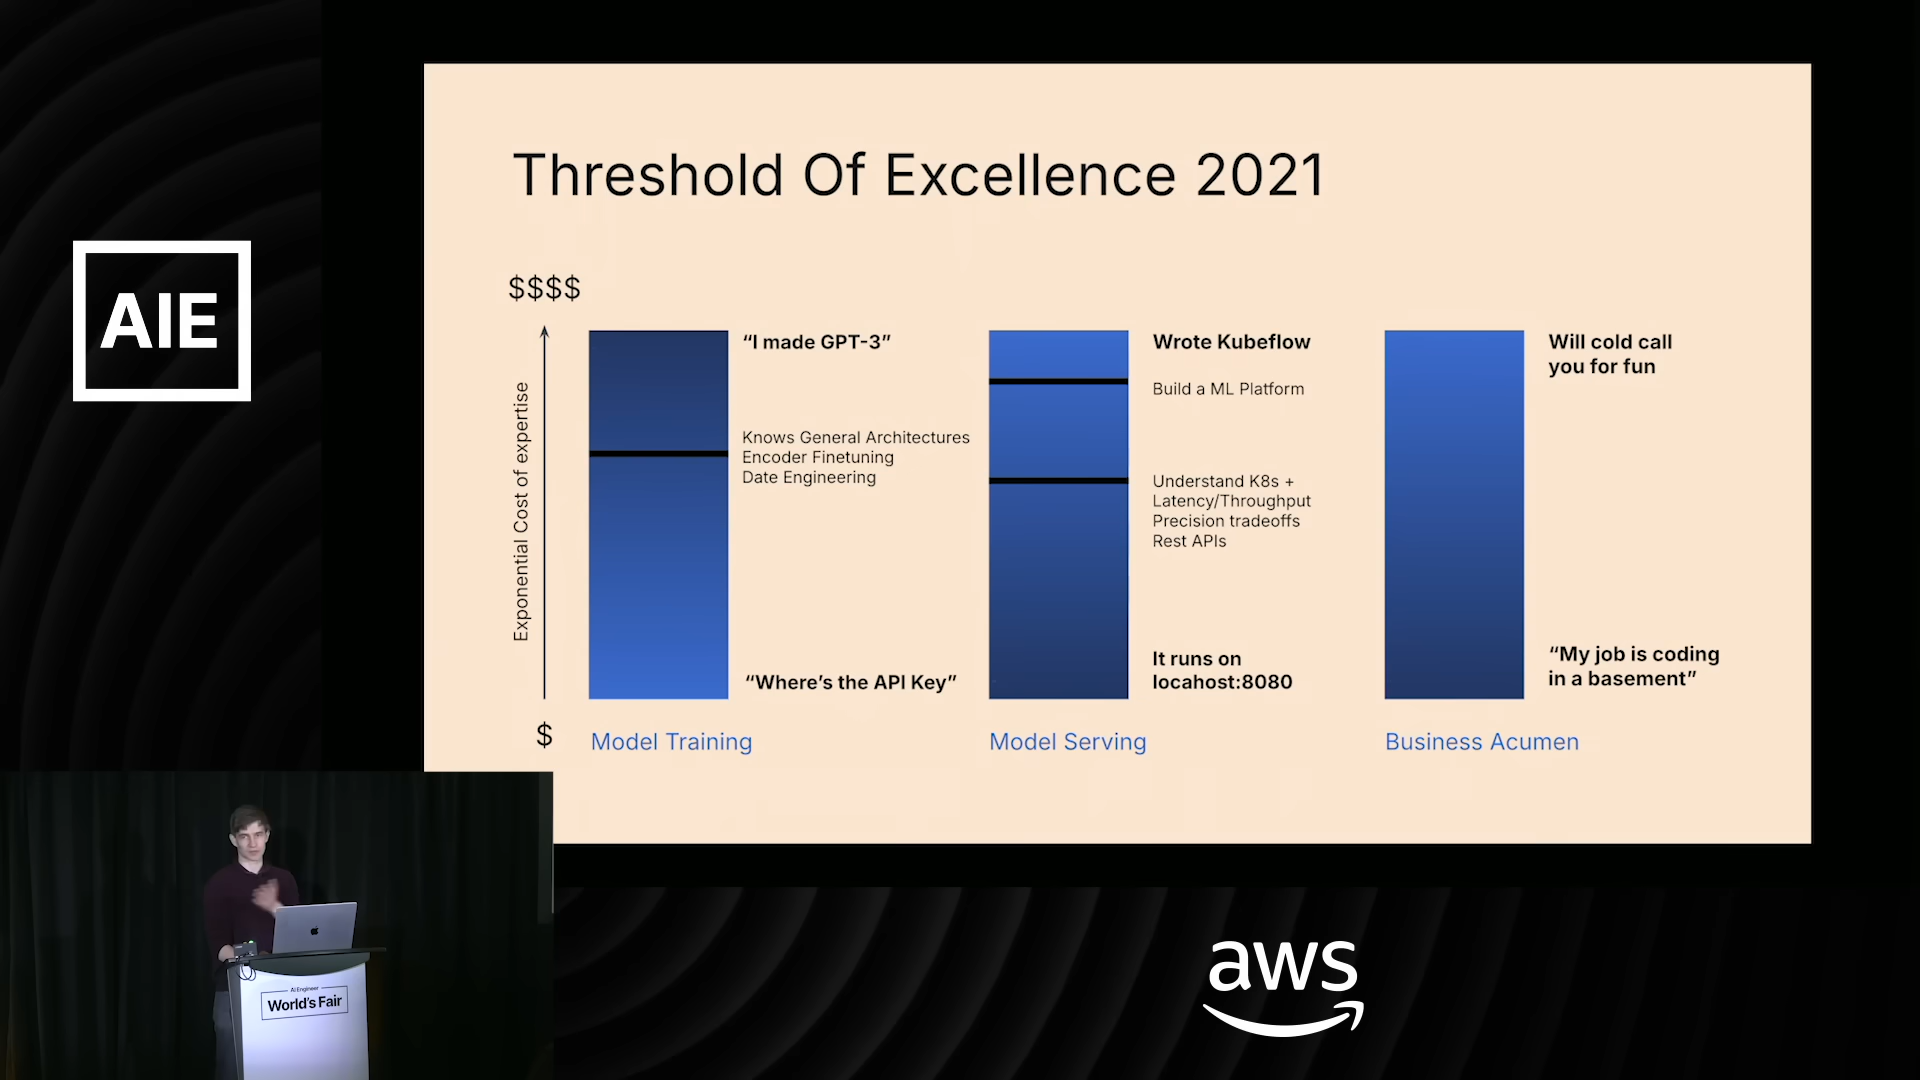 AIE
Threshold Of Excellence 2021
$$$$
Exponential Cost of expertise
$
“I made GPT-3”
Knows General Architectures
Encoder Finetuning
Date Engineering
“Where’s the API Key”
Model Training
Wrote Kubeflow
Build a ML Platform
Understand K8s +
Latency/Throughput
Precision tradeoffs
Rest APIs
It runs on
locahost:8080
Model Serving
Will cold call
you for fun
“My job is coding
in a basement”
Business Acumen
AI Engineer
World's Fair
aws